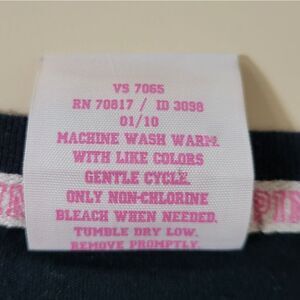 VS 7065
RN 70817 / ID 3098
01/10
MACHINE WASH WARM.
WITH LIKE COLORS
GENTLE CYCLE.
ONLY NON-CHLORINE
BLEACH WHEN NEEDED.
TUMBLE DRY LOW.
REMOVE PROMPTLY.